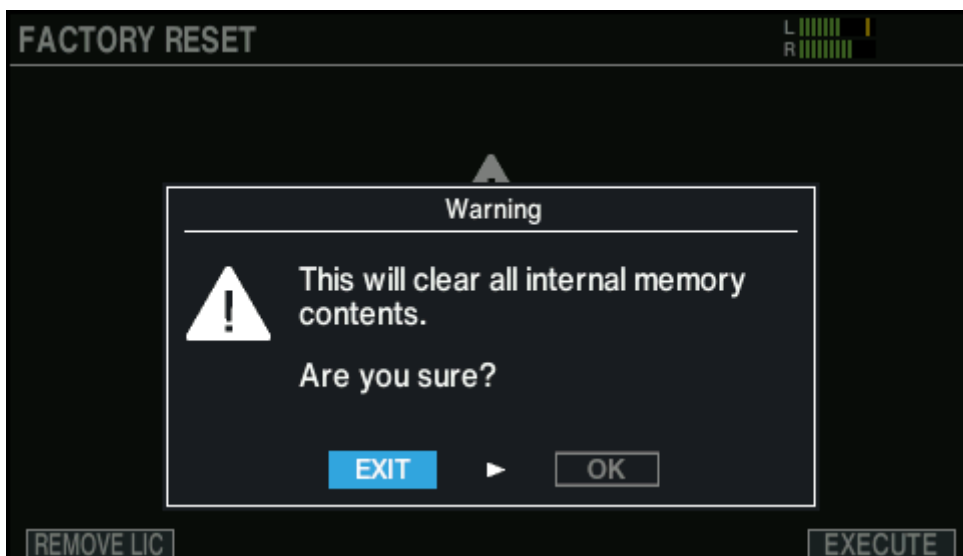 FACTORY RESET
L
R
Warning
This will clear all internal memory
contents.
Are you sure?
EXIT
OK
REMOVE LIC
EXECUTE